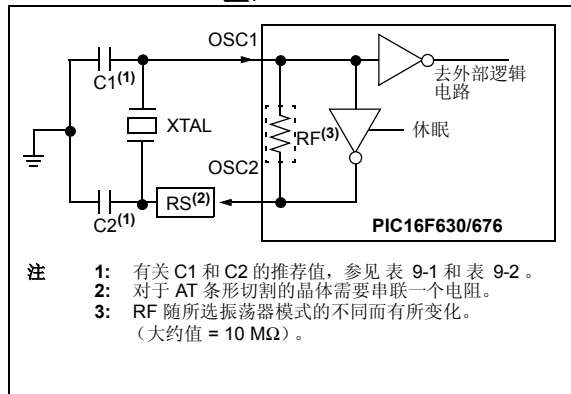 OSC1
C1(1)
去外部逻辑
电路
XTAL
RF(3)
休眠
OSC2
RS(2)
C2(1)
PIC16F630/676
注 1: 有关 C1 和 C2 的推荐值，参见 表 9-1 和 表 9-2 。
2: 对于 AT 条形切割的晶体需要串联一个电阻。
3: RF 随所选振荡器模式的不同而有所变化。
（大约值 = 10 MΩ）。